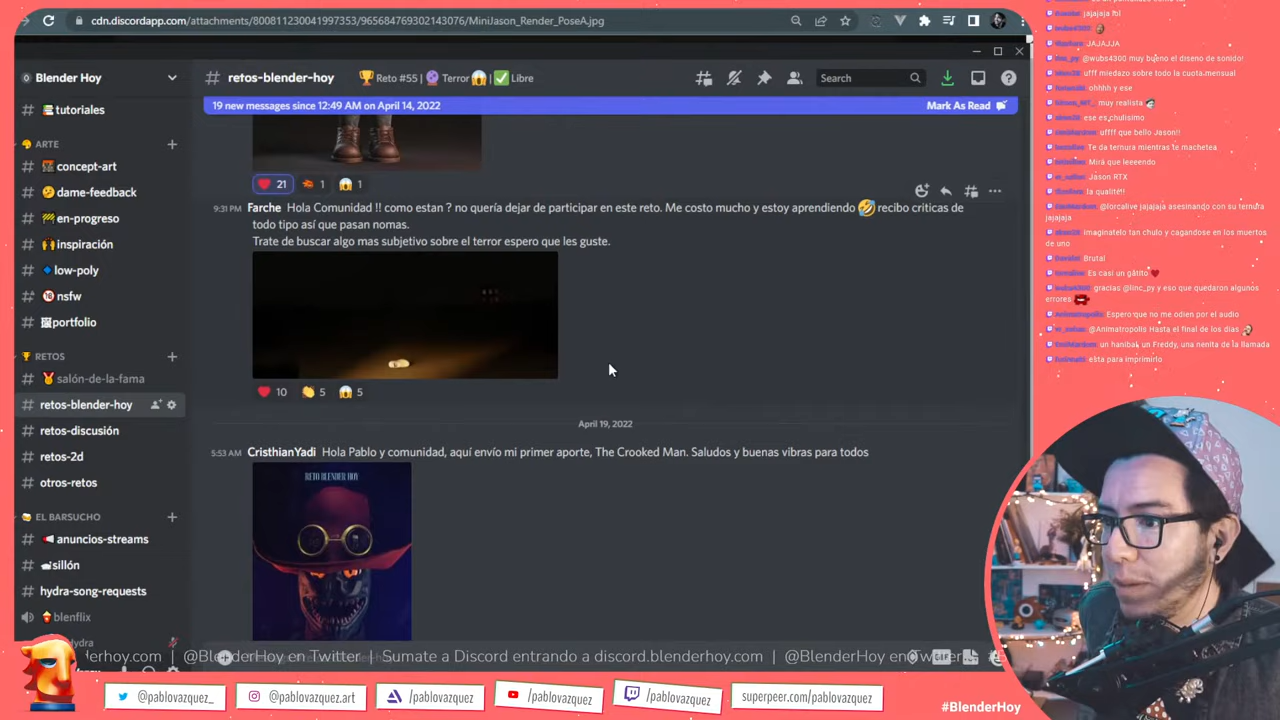 cdn.discordapp.com/attachments/800811230041997353/965684769302143076/MiniJason_Render_PoseA.jpg
Blender Hoy
retos-blender-hoy
Reto #55 | Terror | Libre
Search
19 new messages since 12:49 AM on April 14, 2022
Mark As Read
tutoriales
ARTE
concept-art
dame-feedback
en-progreso
inspiración
low-poly
nsfw
portfolio
RETOS
salón-de-la-fama
retos-blender-hoy
retos-discusión
retos-2d
otros-retos
EL BARSUCHO
anuncios-streams
sillón
hydra-song-requests
blenflix
21
1
1
9:31 PM Farche Hola Comunidad !! como estan ? no quería dejar de participar en este reto. Me costo mucho y estoy aprendiendo recibo criticas de
todo tipo así que pasan nomas.
Trate de buscar algo mas subjetivo sobre el terror espero que les guste.
10
5
5
April 19, 2022
5:53 AM CristhianYadi Hola Pablo y comunidad, aquí envío mi primer aporte, The Crooked Man. Saludos y buenas vibras para todos
RETO BLENDER HOY
jajajaja lol
JAJAJJA
@wubs4300 muy bueno el diseno de sonido!
ufff miedazo sobre todo la cuota mensual
ohhhh y ese
muy realista
ese es chulisimo
uffff que bello Jason!!
Te da ternura mientras te machetea
Mirá que leeeendo
Jason RTX
la qualité!!
@lorcalive jajajaja asesinando con su ternura
jajajaja
imaginatelo tan chulo y cagandose en los muertos
de uno
Brutal
Es casi un gatito
gracias @linc_py y eso que quedaron algunos
errores
Espero que no me odien por el audio
@Animatropolis Hasta el final de los dias
un hanibal, un Freddy, una nenita de la llamada
esta para imprimirlo
erhoy.com | @BlenderHoy en Twitter | Sumate a Discord entrando a discord.blenderhoy.com | @BlenderHoy en
GIF
@pablovazquez_
@pablovazquez.art
/pablovazquez
/pablovazquez
/pablovazquez
superpeer.com/pablovazquez
#BlenderHoy